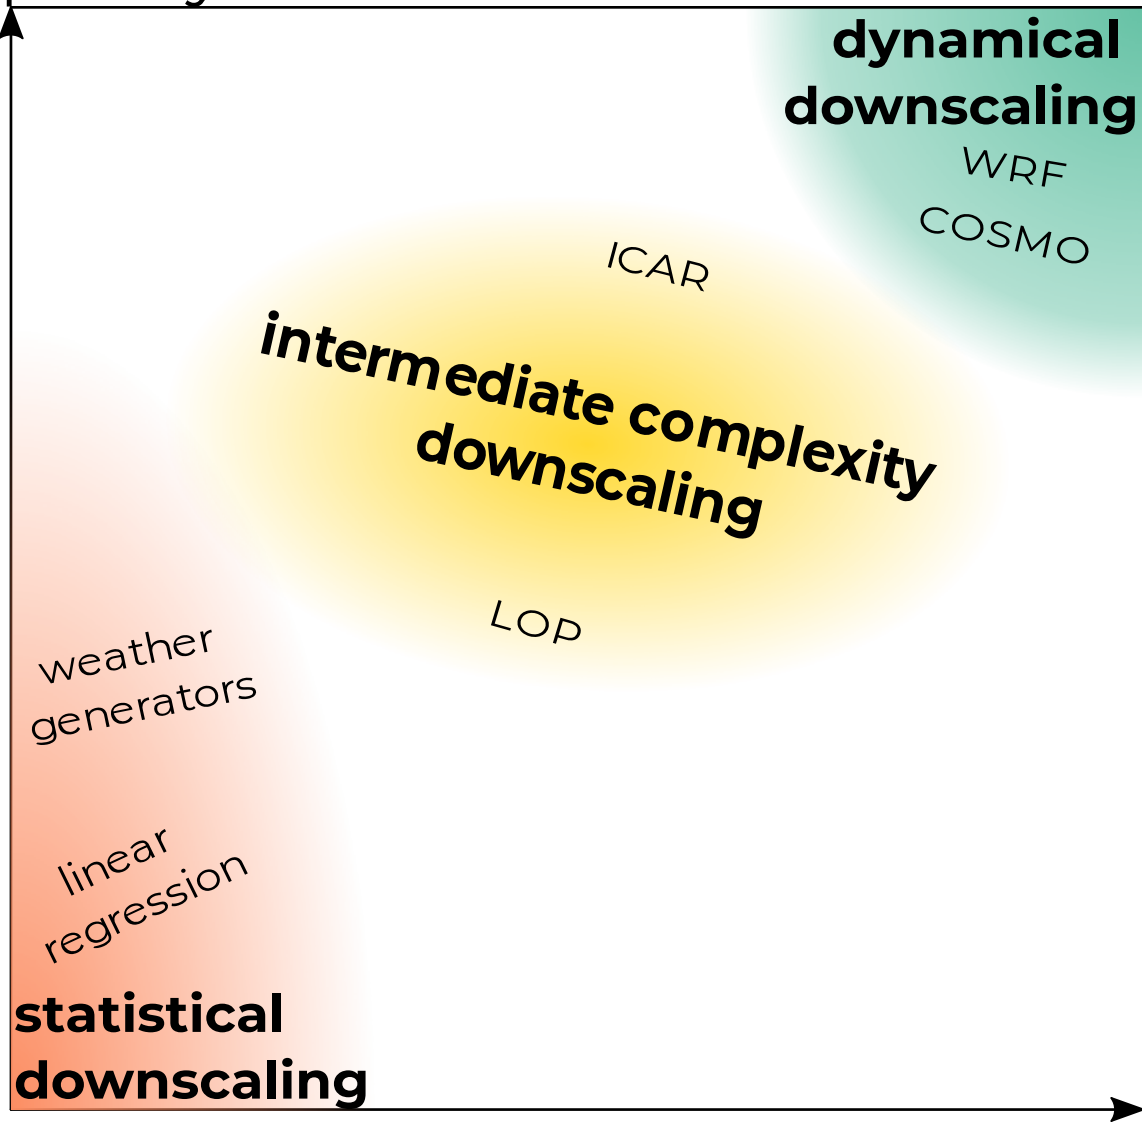 dynamical
downscaling
WRF
COSMO
ICAR
intermediate complexity
downscaling
LOP
weather
generators
linear
regression
statistical
downscaling